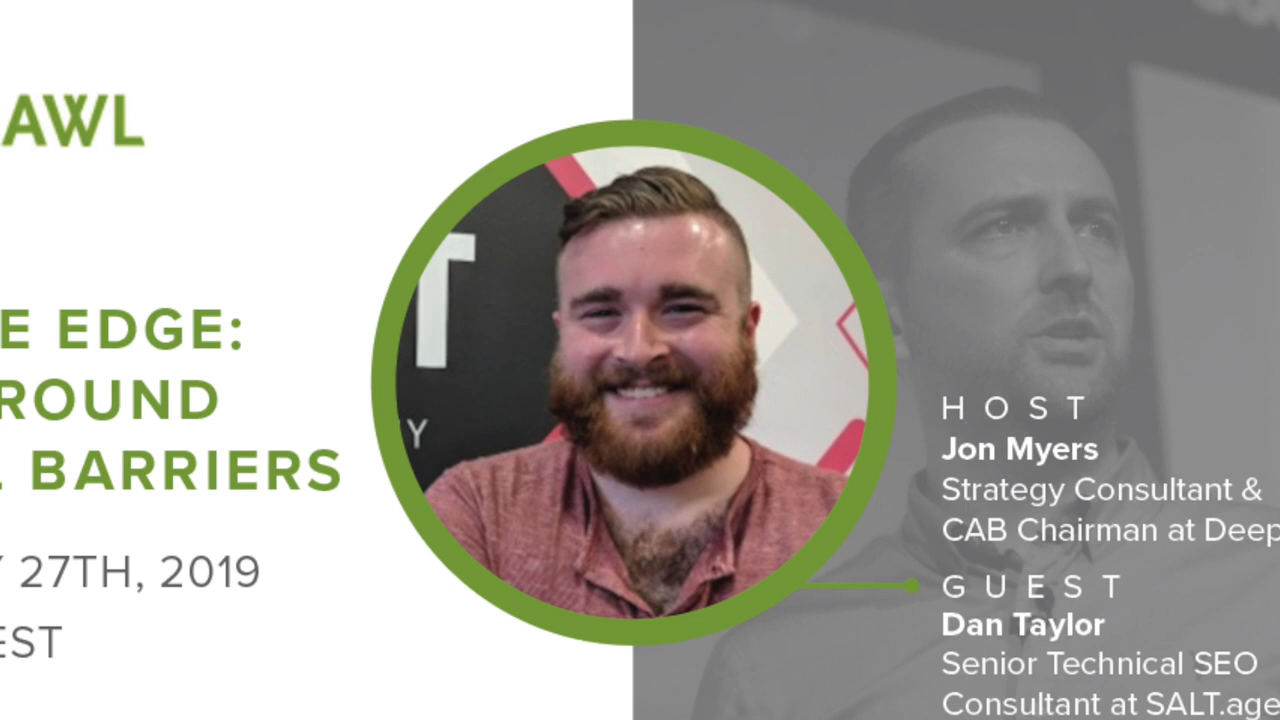 AWL
E EDGE:
ROUND
L BARRIERS
Y 27TH, 2019
EST
T
Y
HOST
Jon Myers
Strategy Consultant &
CAB Chairman at Deep
GUEST
Dan Taylor
Senior Technical SEO
Consultant at SALT.age